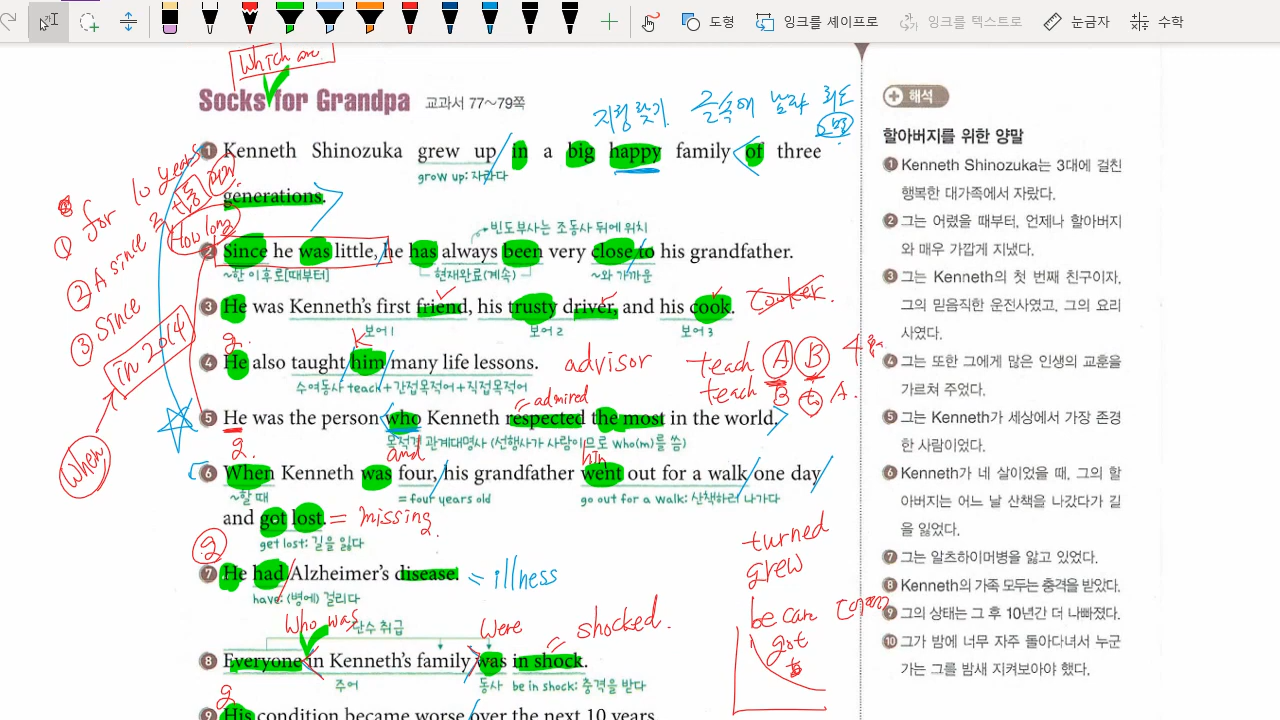 도형
잉크를 셰이프로
잉크를 텍스트로
눈금자
수학
Which are
Socks for Grandpa 교과서 77~79쪽
지칭 찾기 글속에
❶ Kenneth Shinozuka grew up in a big happy family of three
grow up: 자라다
generations.
① for 10 years
② A since 2
③ Since
How long
in 2014
When
빈도부사는 조동사 뒤에 위치
❷ Since he was little, he has always been very close to his grandfather.
~한 이후로[때부터] 현재완료(계속) ~와 가까운
❸ He was Kenneth's first friend, his trusty driver, and his cook. cooker.
보어 1 보어 2 보어 3
g. K
❹ He also taught him many life lessons. advisor
수여동사 teach+간접목적어+직접목적어
teach A B 4형
teach B to A.
= admired
❺ He was the person who Kenneth respected the most in the world.
목적격 관계대명사 (선행사가 사람이므로 who(m)를 씀)
g. and him
❻ When Kenneth was four, his grandfather went out for a walk one day
~할 때 = four years old go out for a walk: 산책하러 나가다
and got lost. = missing
get lost: 길을 잃다
g
❼ He had Alzheimer's disease. = illness
have: (병에) 걸리다
Who was 단수 취급 were = shocked.
❽ Everyone in Kenneth's family was in shock.
주어 동사 be in shock: 충격을 받다
g
❾ His condition became worse over the next 10 years.
turned
grew
got
해석
할아버지를 위한 양말
❶ Kenneth Shinozuka는 3대에 걸친
행복한 대가족에서 자랐다.
❷ 그는 어렸을 때부터, 언제나 할아버지
와 매우 가깝게 지냈다.
❸ 그는 Kenneth의 첫 번째 친구이자,
그의 믿음직한 운전사였고, 그의 요리
사였다.
❹ 그는 또한 그에게 많은 인생의 교훈을
가르쳐 주었다.
❺ 그는 Kenneth가 세상에서 가장 존경
한 사람이었다.
❻ Kenneth가 네 살이었을 때, 그의 할
아버지는 어느 날 산책을 나갔다가 길
을 잃었다.
❼ 그는 알츠하이머병을 앓고 있었다.
❽ Kenneth의 가족 모두는 충격을 받았다.
❾ 그의 상태는 그 후 10년간 더 나빠졌다.
❿ 그가 밤에 너무 자주 돌아다녀서 누군
가는 그를 밤새 지켜보아야 했다.